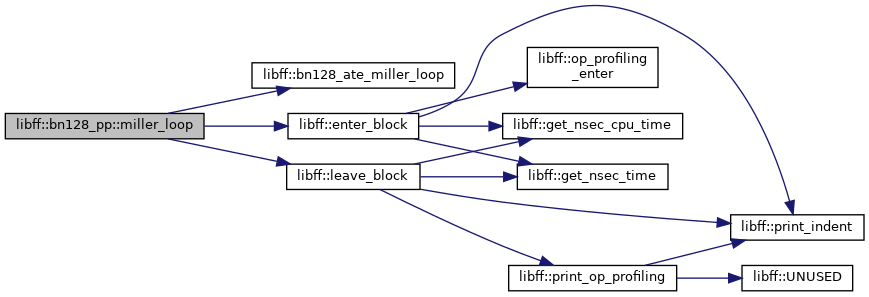 libff::bn128_pp::miller_loop
libff::bn128_ate_miller_loop
libff::enter_block
libff::leave_block
libff::op_profiling
_enter
libff::get_nsec_cpu_time
libff::get_nsec_time
libff::print_indent
libff::print_op_profiling
libff::UNUSED